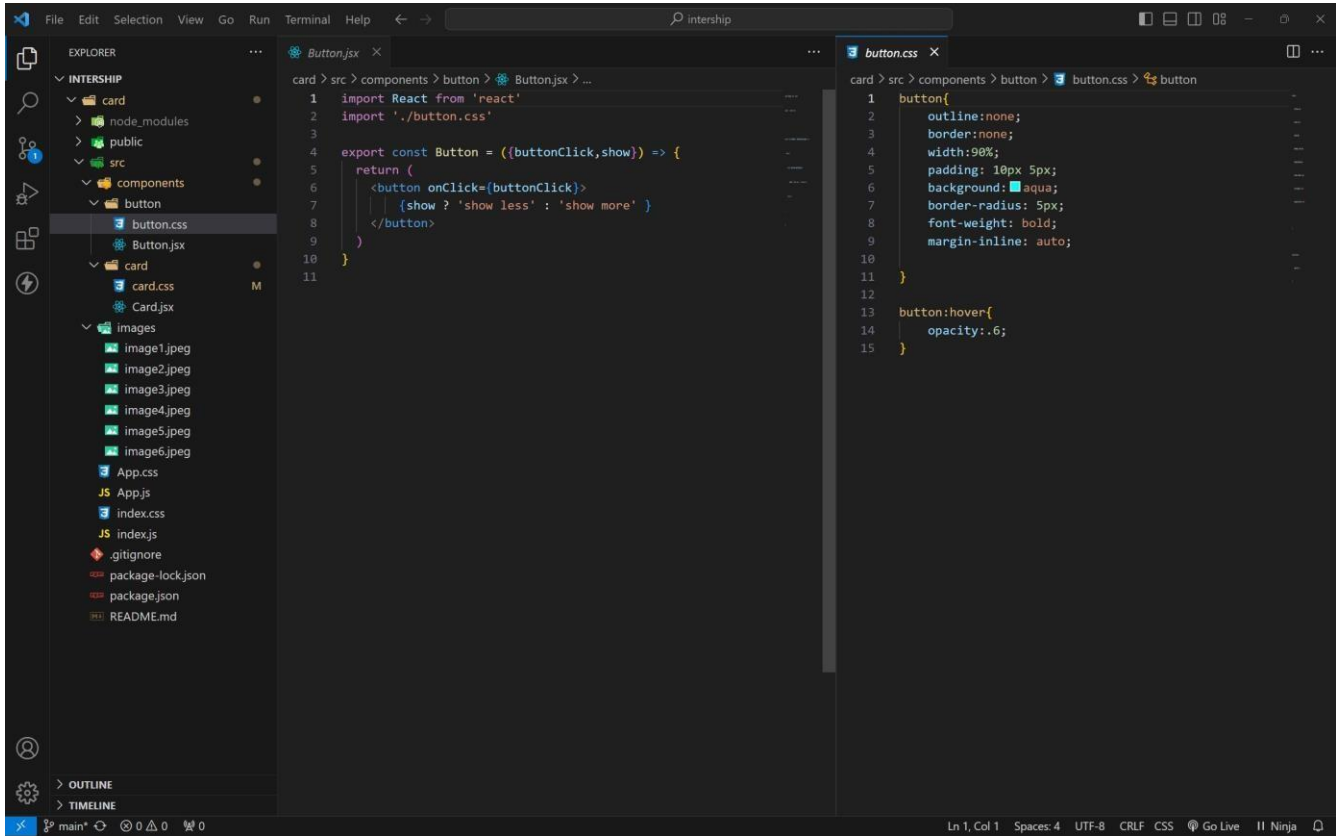 File Edit Selection View Go Run Terminal Help
intership
EXPLORER
INTERSHIP
card
node_modules
public
src
components
button
button.css
Button.jsx
card
card.css M
Card.jsx
images
image1.jpeg
image2.jpeg
image3.jpeg
image4.jpeg
image5.jpeg
image6.jpeg
App.css
JS App.js
index.css
JS index.js
.gitignore
package-lock.json
package.json
README.md
OUTLINE
TIMELINE
Button.jsx
card > src > components > button > Button.jsx > ...
1 import React from 'react'
2 import './button.css'
3
4 export const Button = ({buttonClick,show}) => {
5 return (
6 <button onClick={buttonClick}>
7 {show ? 'show less' : 'show more' }
8 </button>
9 )
10 }
11
button.css
card > src > components > button > button.css > button
1 button{
2 outline:none;
3 border:none;
4 width:90%;
5 padding: 10px 5px;
6 background: aqua;
7 border-radius: 5px;
8 font-weight: bold;
9 margin-inline: auto;
10
11 }
12
13 button:hover{
14 opacity:.6;
15 }
1
main* 0 0 0
Ln 1, Col 1 Spaces: 4 UTF-8 CRLF CSS Go Live Ninja